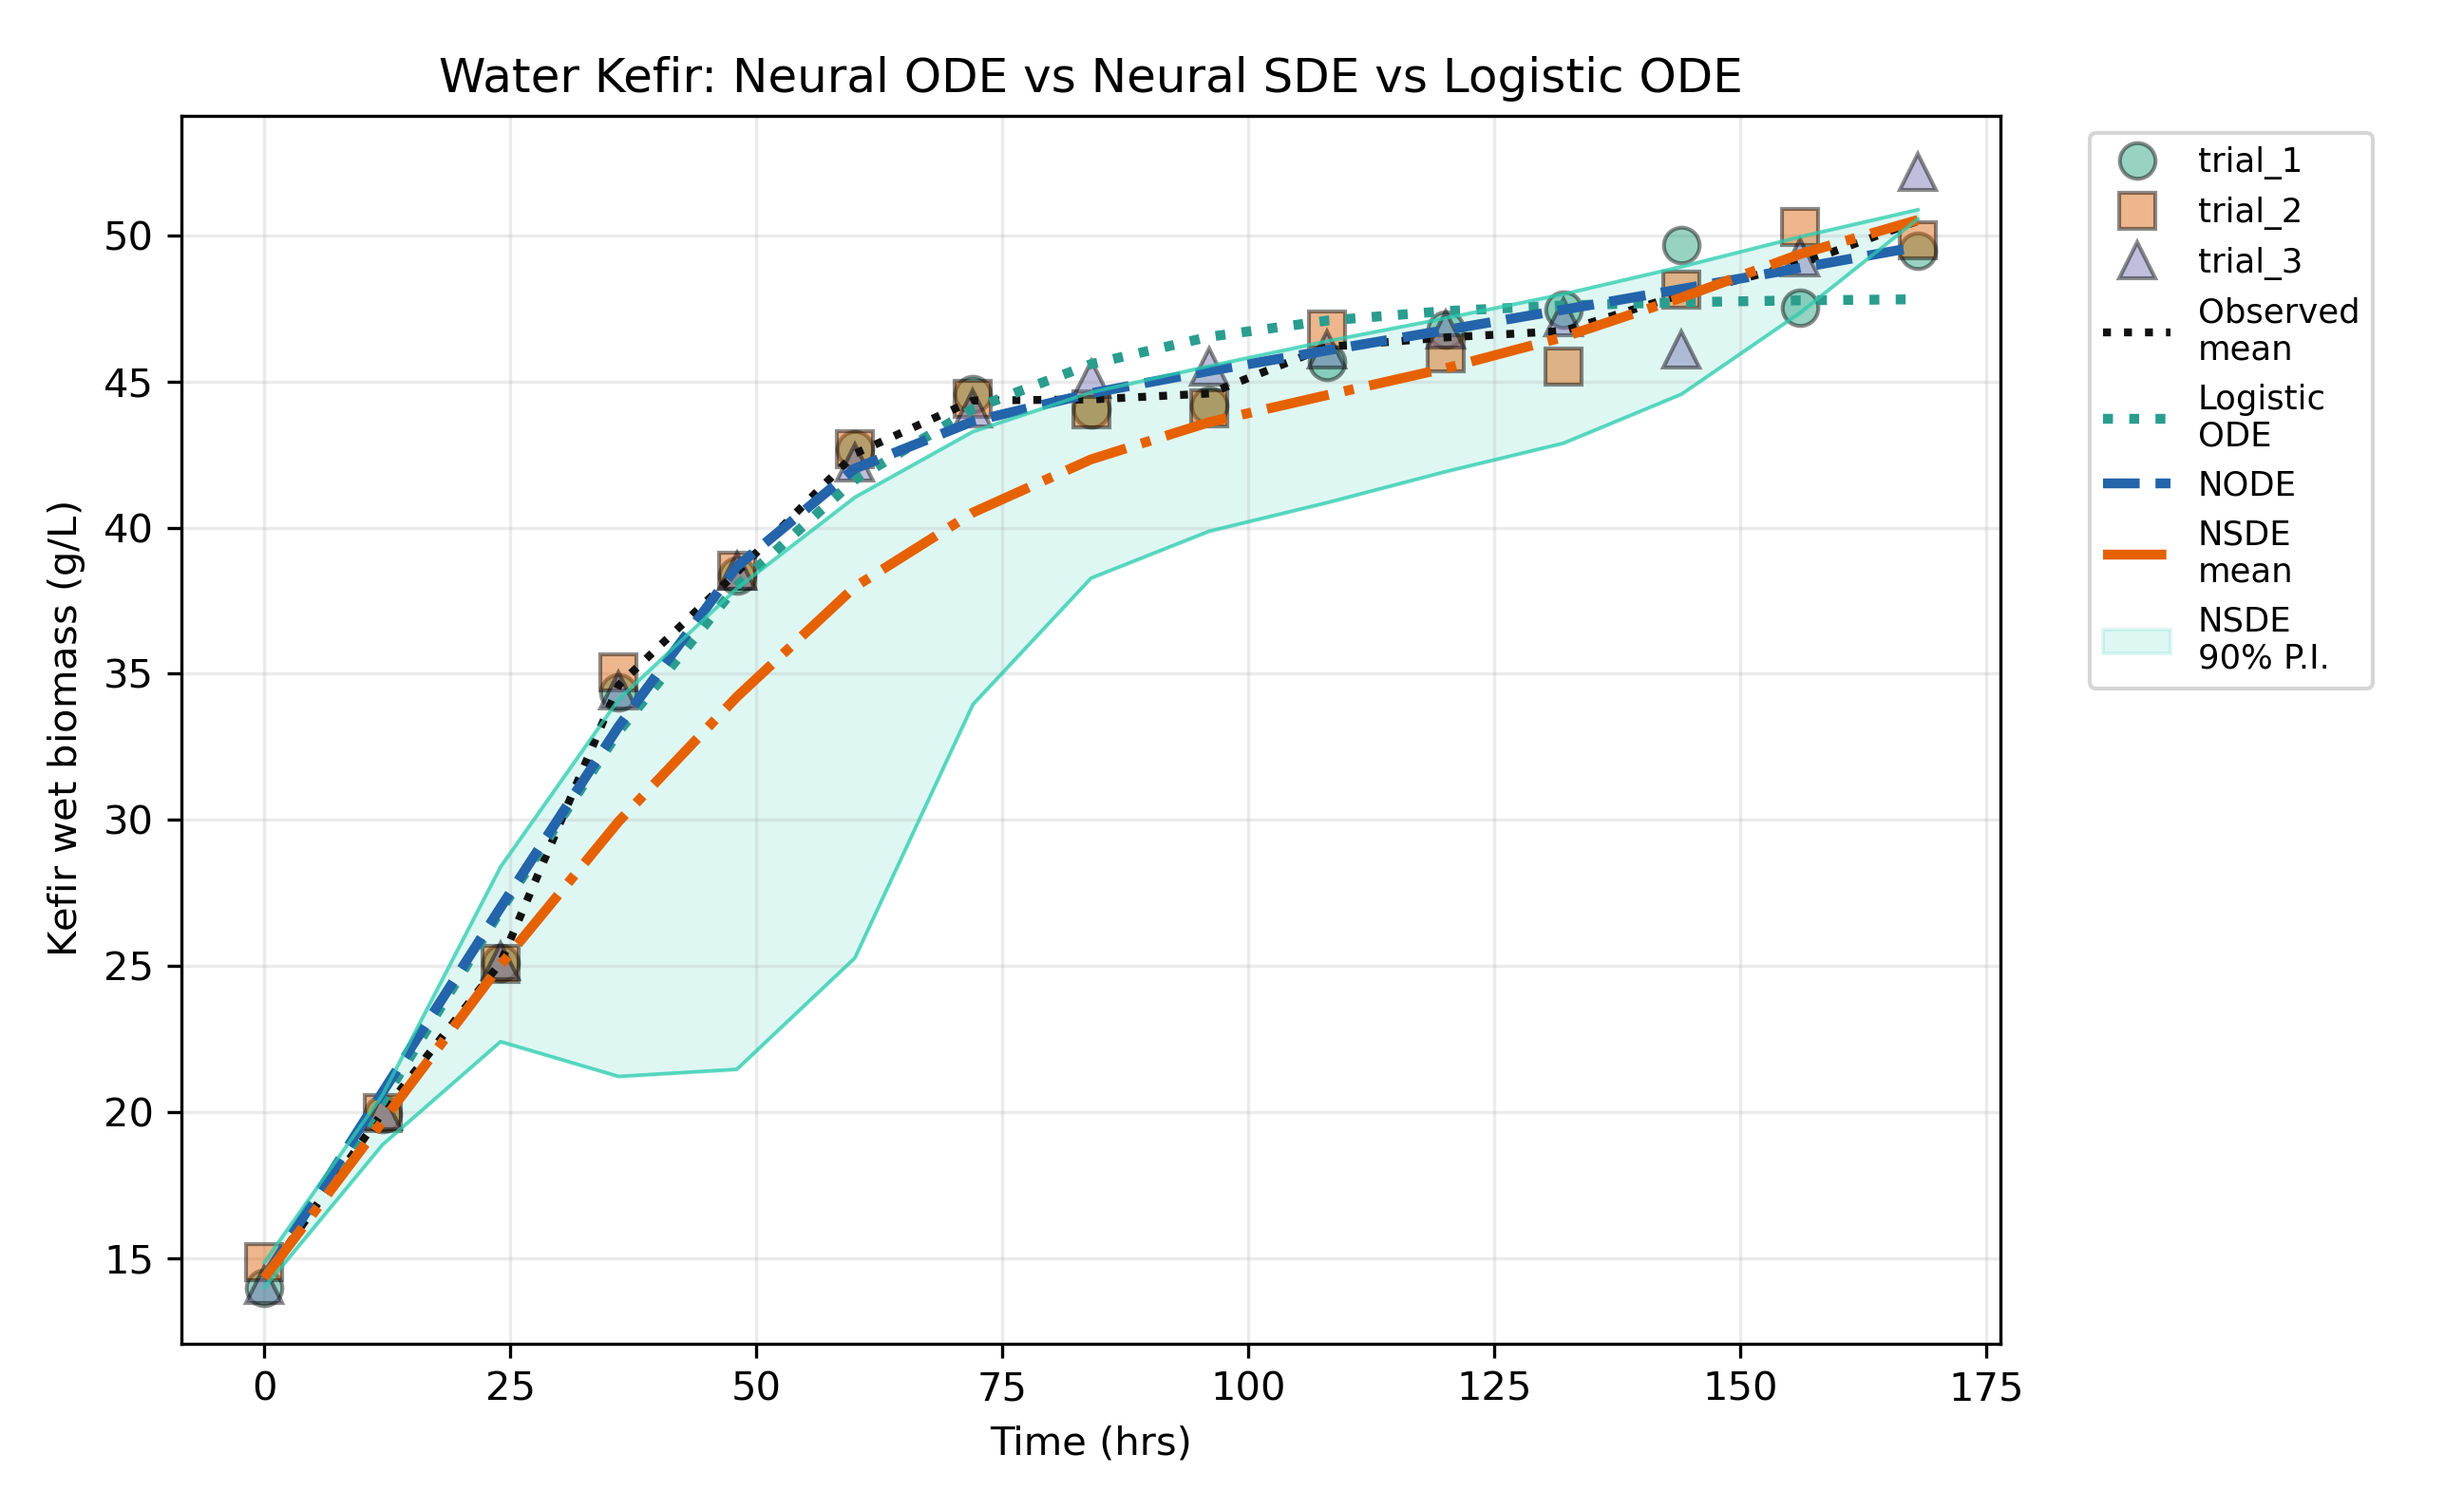 Water Kefir: Neural ODE vs Neural SDE vs Logistic ODE
50
45
40
35
30
25
20
15
Kefir wet biomass (g/L)
0 25 50 75 100 125 150 175
Time (hrs)
trial_1
trial_2
trial_3
Observed
mean
Logistic
ODE
NODE
NSDE
mean
NSDE
90% P.I.